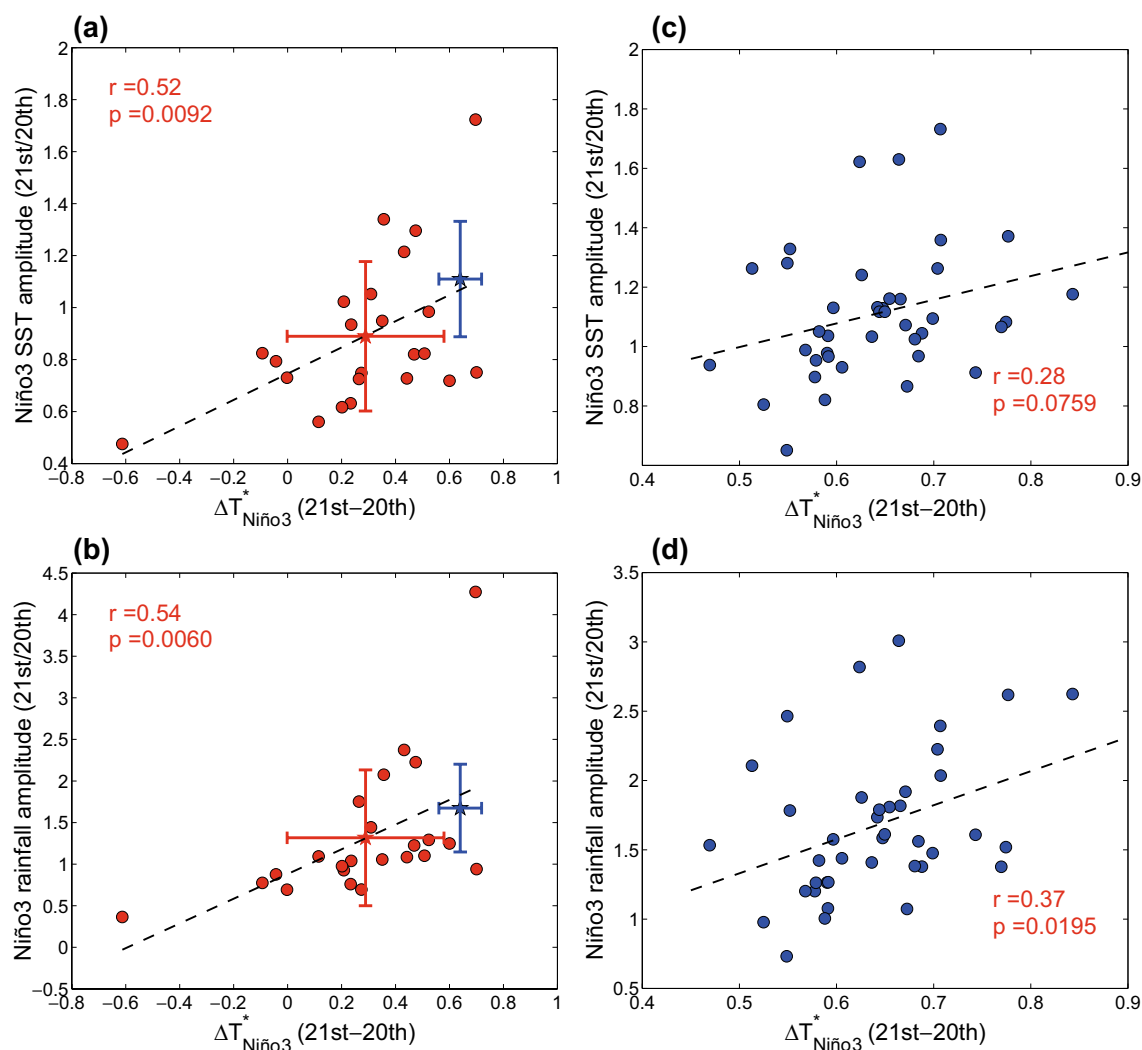 (a)
2
1.8
1.6
1.4
1.2
1
0.8
0.6
0.4
−0.8 −0.6 −0.4 −0.2 0 0.2 0.4 0.6 0.8 1
r =0.52
p =0.0092
Niño3 SST amplitude (21st/20th)
ΔT*Niño3 (21st−20th)
(c)
2
1.8
1.6
1.4
1.2
1
0.8
0.4 0.5 0.6 0.7 0.8 0.9
r =0.28
p =0.0759
Niño3 SST amplitude (21st/20th)
ΔT*Niño3 (21st−20th)
(b)
4.5
4
3.5
3
2.5
2
1.5
1
0.5
0
−0.5
−0.8 −0.6 −0.4 −0.2 0 0.2 0.4 0.6 0.8 1
r =0.54
p =0.0060
Niño3 rainfall amplitude (21st/20th)
ΔT*Niño3 (21st−20th)
(d)
3.5
3
2.5
2
1.5
1
0.5
0.4 0.5 0.6 0.7 0.8 0.9
r =0.37
p =0.0195
Niño3 rainfall amplitude (21st/20th)
ΔT*Niño3 (21st−20th)